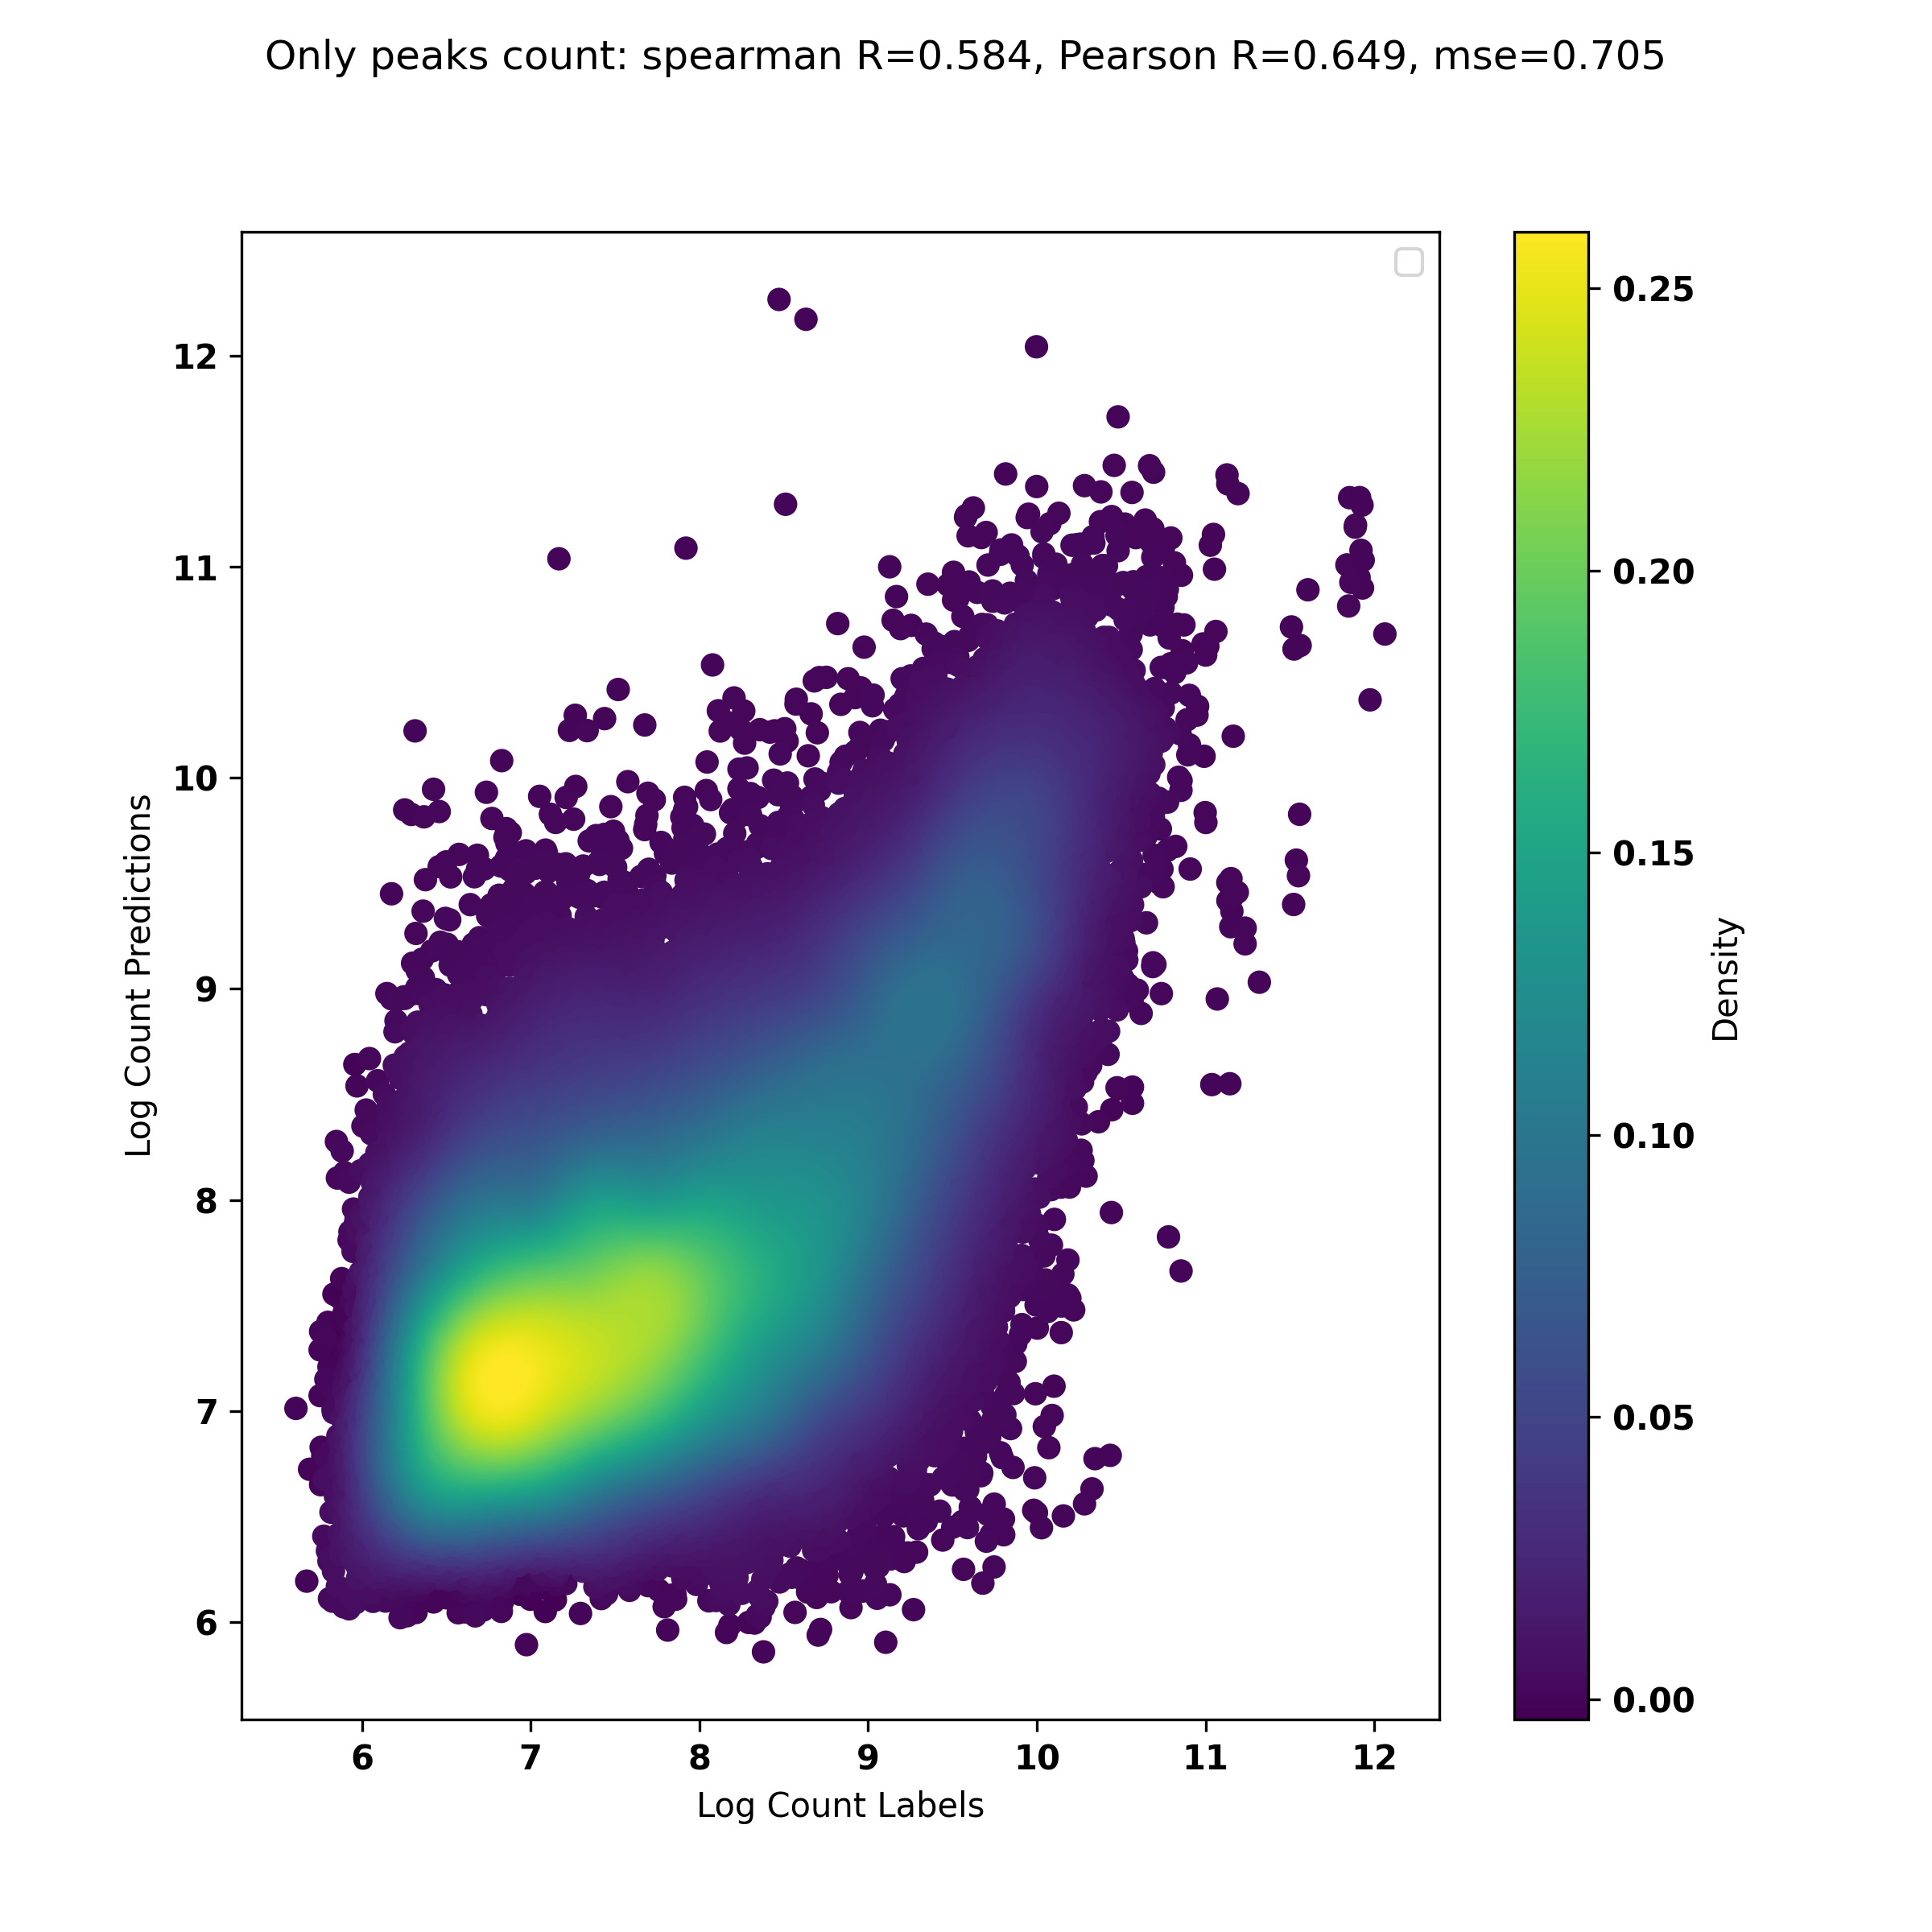 Only peaks count: spearman R=0.584, Pearson R=0.649, mse=0.705
12
11
10
9
8
7
6
Log Count Predictions
6 7 8 9 10 11 12
Log Count Labels
0.25
0.20
0.15
0.10
0.05
0.00
Density